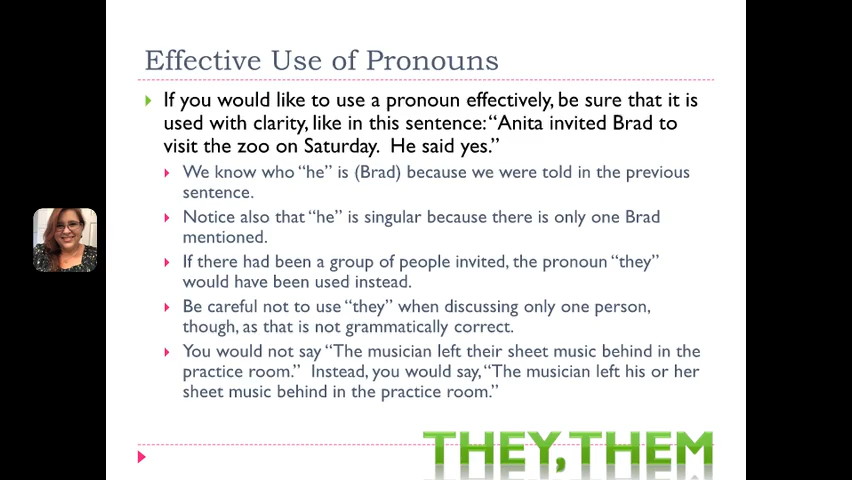 Effective Use of Pronouns
If you would like to use a pronoun effectively, be sure that it is
used with clarity, like in this sentence: “Anita invited Brad to
visit the zoo on Saturday.  He said yes.”
We know who “he” is (Brad) because we were told in the previous
sentence.
Notice also that “he” is singular because there is only one Brad
mentioned.
If there had been a group of people invited, the pronoun “they”
would have been used instead.
Be careful not to use “they” when discussing only one person,
though, as that is not grammatically correct.
You would not say “The musician left their sheet music behind in the
practice room.”  Instead, you would say, “The musician left his or her
sheet music behind in the practice room.”
THEY, THEM